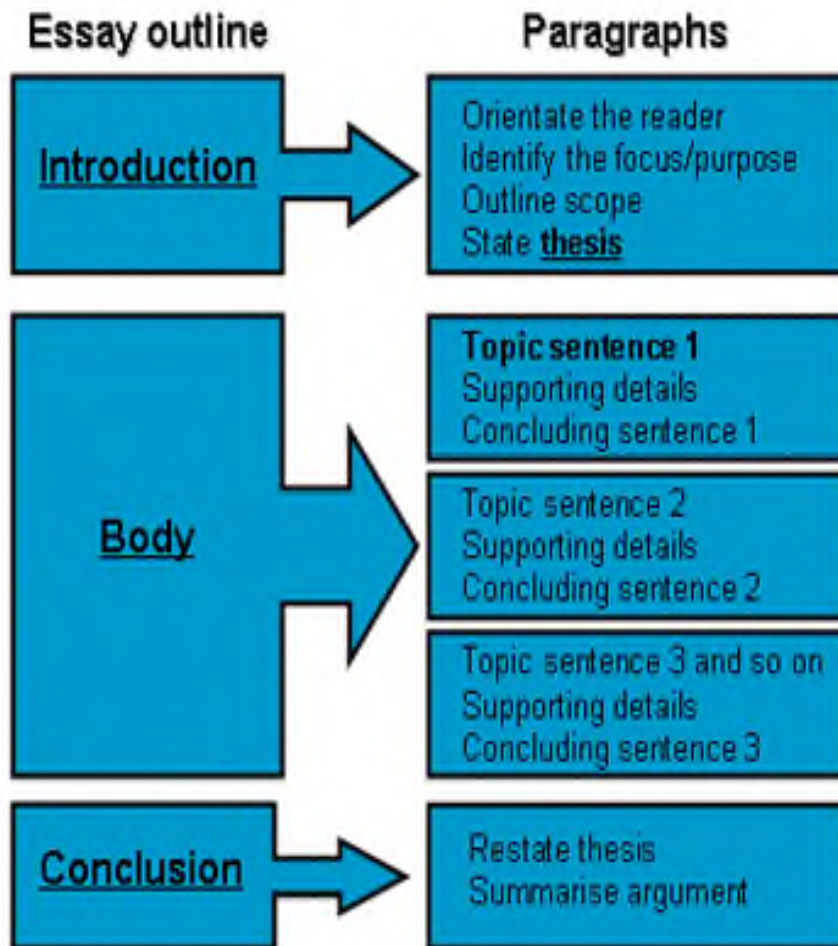 Essay outline
Paragraphs
Introduction
Orientate the reader
Identify the focus/purpose
Outline scope
State thesis
Body
Topic sentence 1
Supporting details
Concluding sentence 1
Topic sentence 2
Supporting details
Concluding sentence 2
Topic sentence 3 and so on
Supporting details
Concluding sentence 3
Conclusion
Restate thesis
Summarise argument